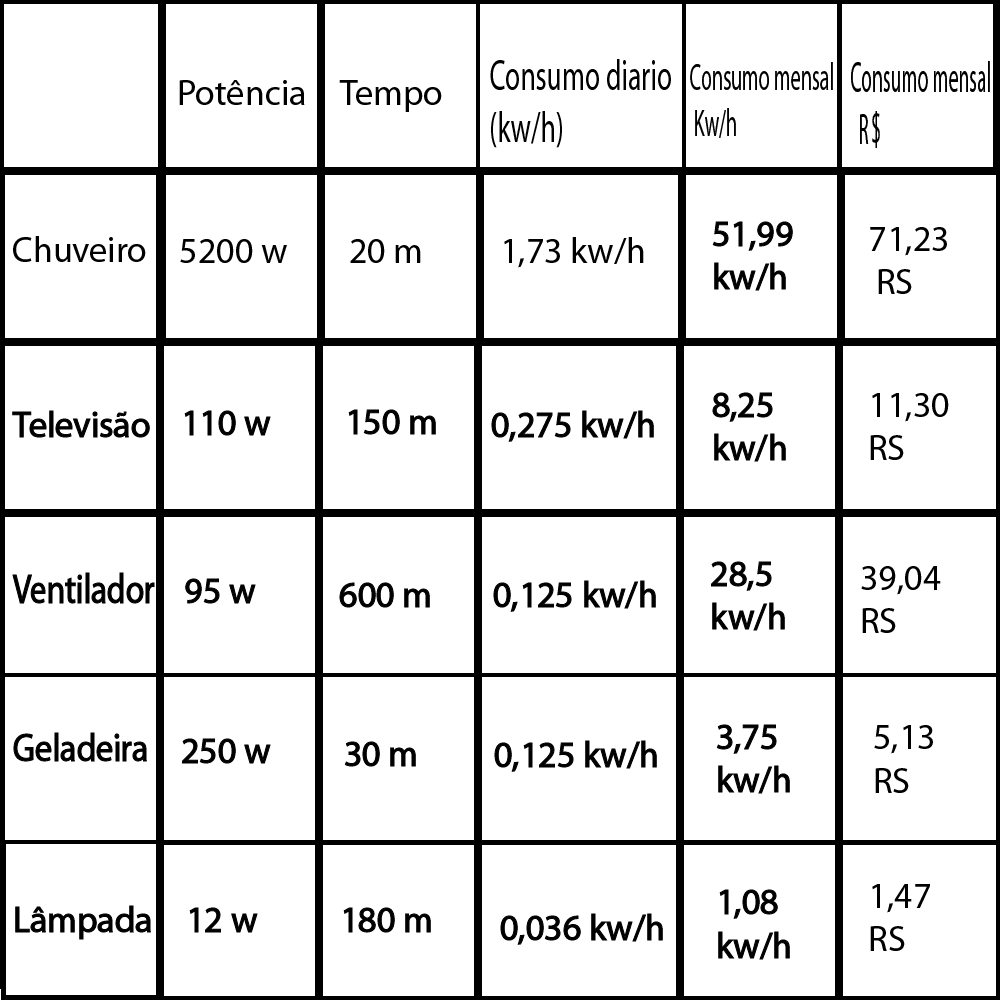 Potência
Tempo
Consumo diario
(kw/h)
Consumo mensal
Kw/h
Consumo mensal
R$
Chuveiro
5200 w
20 m
1,73 kw/h
51,99
kw/h
71,23
RS
Televisão
110 w
150 m
0,275 kw/h
8,25
kw/h
11,30
RS
Ventilador
95 w
600 m
0,125 kw/h
28,5
kw/h
39,04
RS
Geladeira
250 w
30 m
0,125 kw/h
3,75
kw/h
5,13
RS
Lâmpada
12 w
180 m
0,036 kw/h
1,08
kw/h
1,47
RS